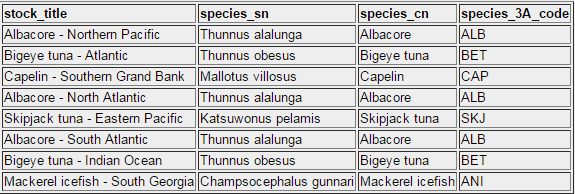 stock_title species_sn species_cn species_3A_code
Albacore - Northern Pacific Thunnus alalunga Albacore ALB
Bigeye tuna - Atlantic Thunnus obesus Bigeye tuna BET
Capelin - Southern Grand Bank Mallotus villosus Capelin CAP
Albacore - North Atlantic Thunnus alalunga Albacore ALB
Skipjack tuna - Eastern Pacific Katsuwonus pelamis Skipjack tuna SKJ
Albacore - South Atlantic Thunnus alalunga Albacore ALB
Bigeye tuna - Indian Ocean Thunnus obesus Bigeye tuna BET
Mackerel icefish - South Georgia Champsocephalus gunnari Mackerel icefish ANI